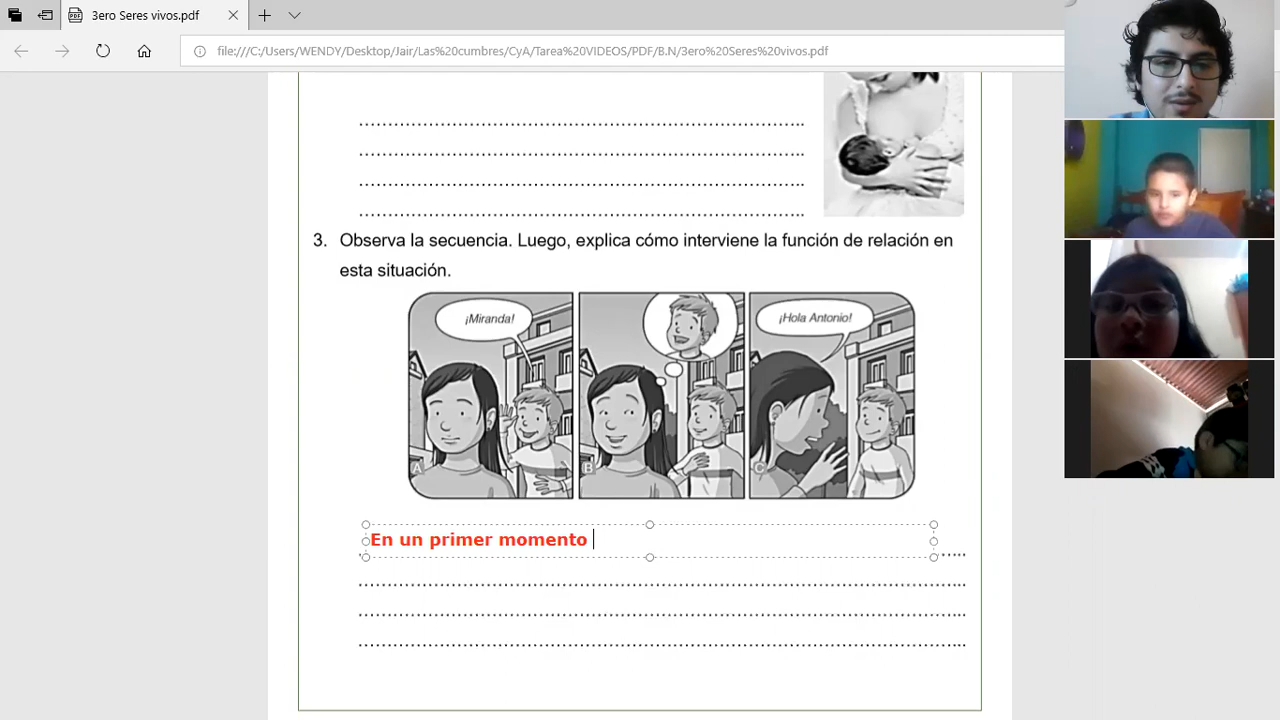 3ero Seres vivos.pdf
file:///C:/Users/WENDY/Desktop/Jair/Las%20cumbres/CyA/Tarea%20VIDEOS/PDF/B.N/3ero%20Seres%20vivos.pdf
3. Observa la secuencia. Luego, explica cómo interviene la función de relación en
esta situación.
¡Miranda!
¡Hola Antonio!
A
B
C
En un primer momento